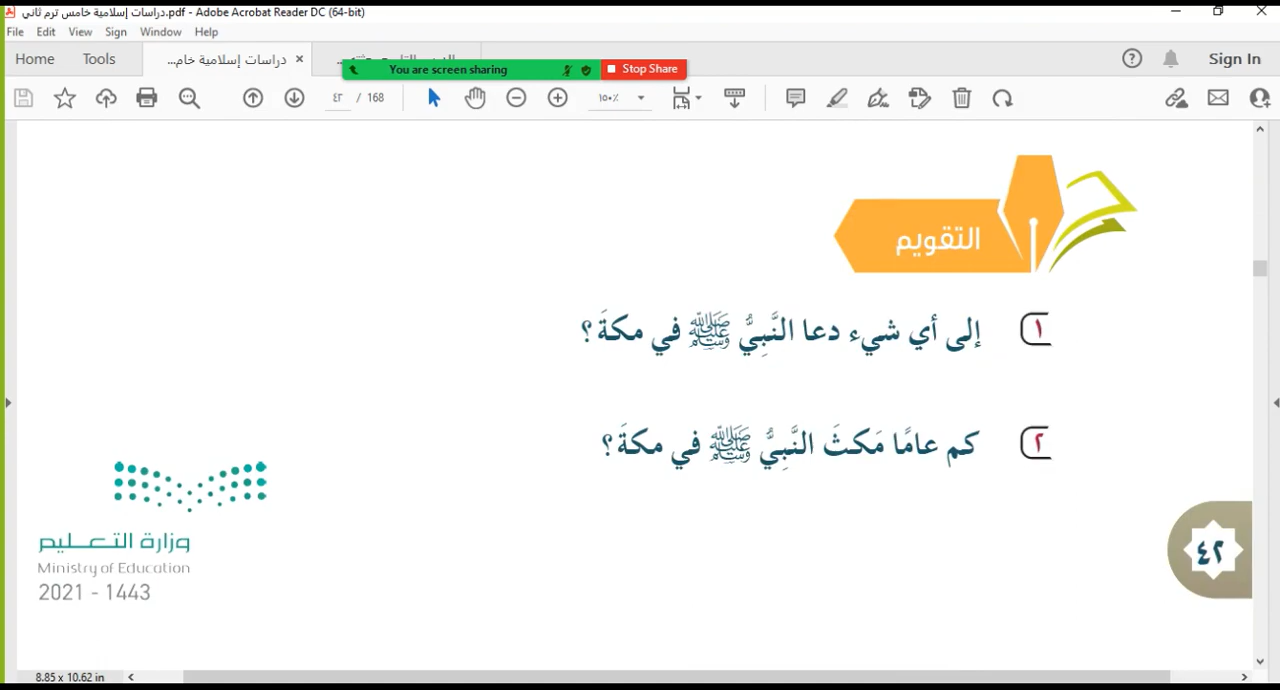 دراسات إسلامية خامس ترم ثاني.pdf - Adobe Acrobat Reader DC (64-bit)
File Edit View Sign Window Help
Home Tools دراسات إسلامية خام... × Sign In
You are screen sharing Stop Share
٤٢ / 168 ١٥٠٪
التقويم
١ إلى أي شيء دعا النَّبِيُّ ﷺ في مكةَ؟
٢ كم عامًا مَكثَ النَّبِيُّ ﷺ في مكةَ؟
وزارة التعليم
Ministry of Education
2021 - 1443
٤٢
8.85 x 10.62 in